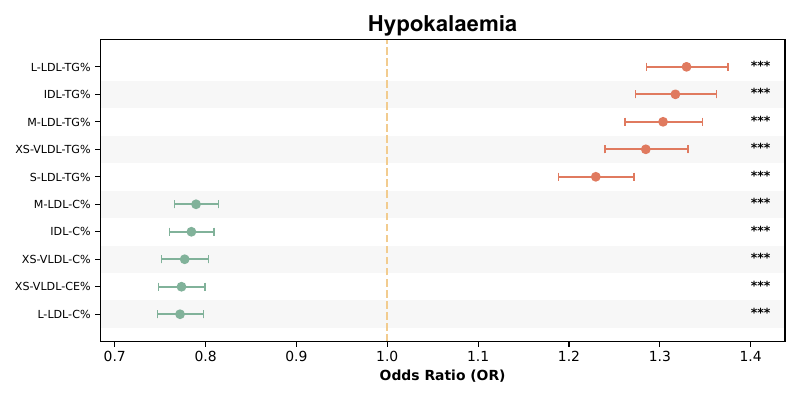 Hypokalaemia
L-LDL-TG% ***
IDL-TG% ***
M-LDL-TG% ***
XS-VLDL-TG% ***
S-LDL-TG% ***
M-LDL-C% ***
IDL-C% ***
XS-VLDL-C% ***
XS-VLDL-CE% ***
L-LDL-C% ***
0.7 0.8 0.9 1.0 1.1 1.2 1.3 1.4
Odds Ratio (OR)